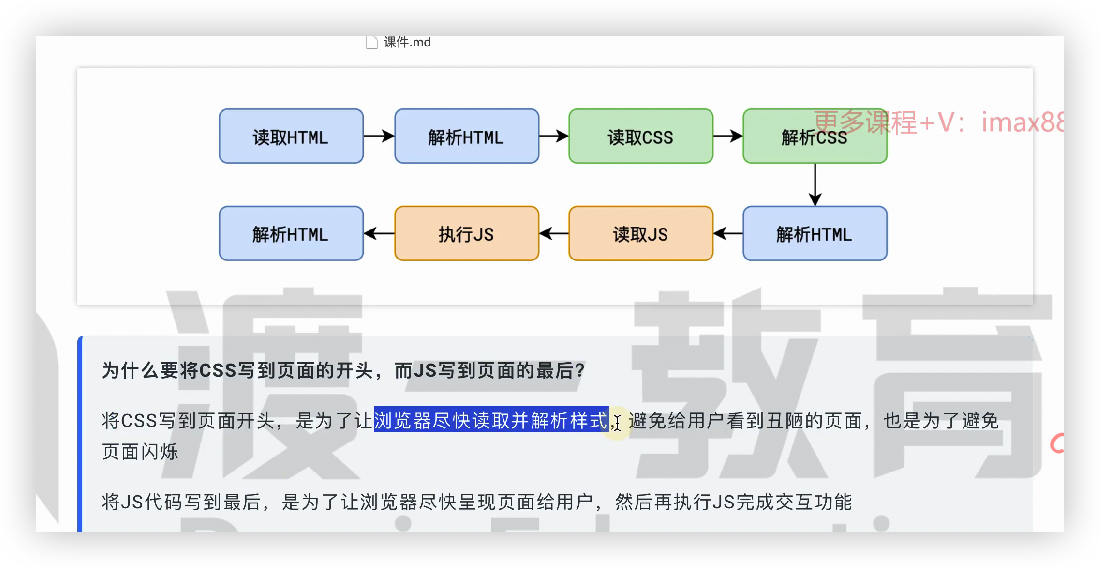 课件.md
读取HTML
解析HTML
读取CSS
解析CSS
更多课程+V：imax88
解析HTML
执行JS
读取JS
解析HTML
渡一教育
为什么要将CSS写到页面的开头，而JS写到页面的最后？
将CSS写到页面开头，是为了让浏览器尽快读取并解析样式，避免给用户看到丑陋的页面，也是为了避免
页面闪烁
将JS代码写到最后，是为了让浏览器尽快呈现页面给用户，然后再执行JS完成交互功能